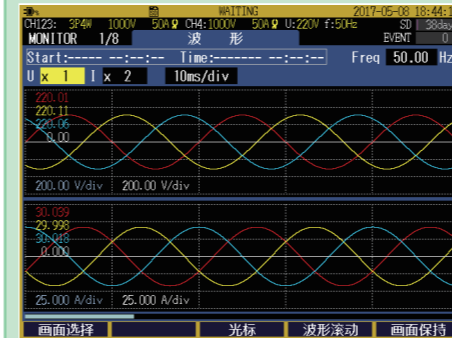 WAITING 2017-05-08 18:44:1
CH123: 3P4W 1000V 50A CH4:1000V 50A U:220V f:50Hz SD 38day
MONITOR 1/8 波 形 EVENT 0
Start:----- --:--:-- Time:----- --:--:-- Freq 50.00 Hz
U x 1 I x 2 10ms/div
220.01
220.11
220.06
0.00
200.00 V/div 200.00 V/div
30.039
29.998
30.018
0.000
25.000 A/div 25.000 A/div
画面选择 光标 波形滚动 画面保持